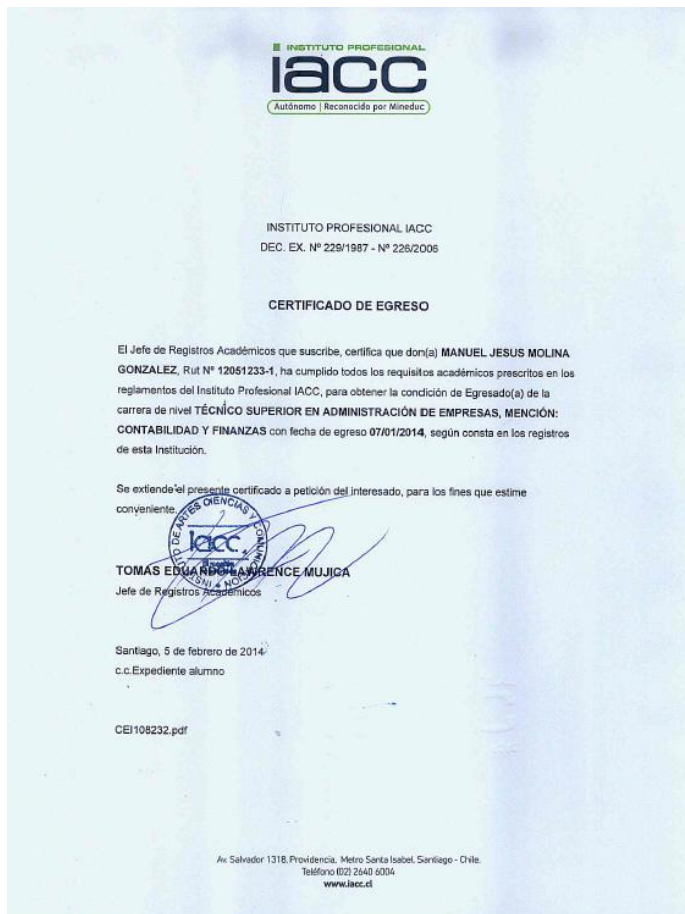 INSTITUTO PROFESIONAL
iacc
Autónomo | Reconocido por Mineduc
INSTITUTO PROFESIONAL IACC
DEC. EX. Nº 229/1987 - Nº 226/2006
CERTIFICADO DE EGRESO
El Jefe de Registros Académicos que suscribe, certifica que don(a) MANUEL JESUS MOLINA
GONZALEZ, Rut Nº 12051233-1, ha cumplido todos los requisitos académicos prescritos en los
reglamentos del Instituto Profesional IACC, para obtener la condición de Egresado(a) de la
carrera de nivel TÉCNICO SUPERIOR EN ADMINISTRACIÓN DE EMPRESAS, MENCIÓN:
CONTABILIDAD Y FINANZAS con fecha de egreso 07/01/2014, según consta en los registros
de esta Institución.
Se extiende el presente certificado a petición del interesado, para los fines que estime
conveniente.
INSTITUTO DE ARTES CIENCIAS Y COMUNICACION
iacc
TOMAS EDUARDO LAWRENCE MUJICA
Jefe de Registros Académicos
Santiago, 5 de febrero de 2014
c.c.Expediente alumno
CEI108232.pdf
Av. Salvador 1318, Providencia, Metro Santa Isabel, Santiago - Chile.
Teléfono (02) 2640 6004
www.iacc.cl